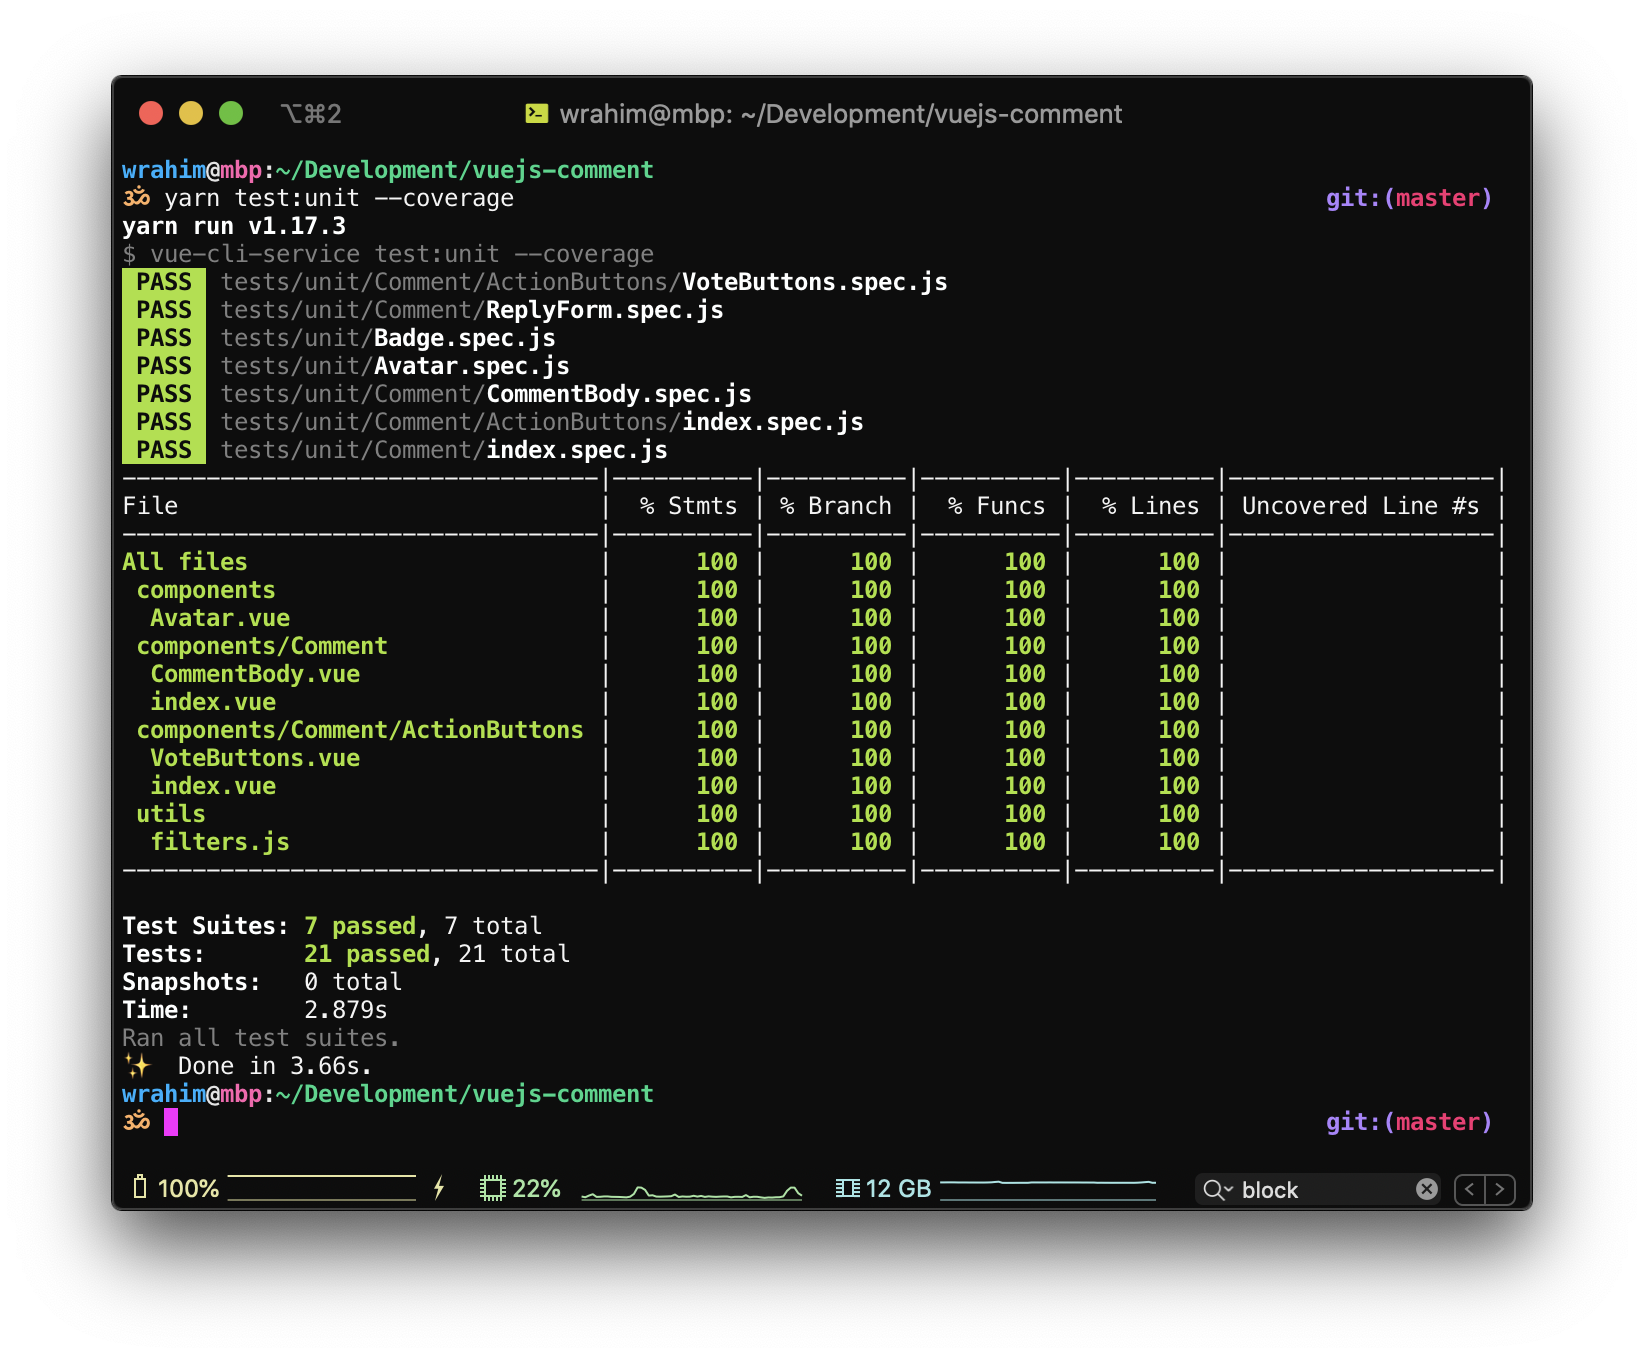 ⌥⌘2 wrahim@mbp: ~/Development/vuejs-comment
wrahim@mbp:~/Development/vuejs-comment
ॐ yarn test:unit --coverage git:(master)
yarn run v1.17.3
$ vue-cli-service test:unit --coverage
PASS tests/unit/Comment/ActionButtons/VoteButtons.spec.js
PASS tests/unit/Comment/ReplyForm.spec.js
PASS tests/unit/Badge.spec.js
PASS tests/unit/Avatar.spec.js
PASS tests/unit/Comment/CommentBody.spec.js
PASS tests/unit/Comment/ActionButtons/index.spec.js
PASS tests/unit/Comment/index.spec.js
----------------------------------|----------|----------|----------|----------|-------------------|
File | % Stmts | % Branch | % Funcs | % Lines | Uncovered Line #s |
----------------------------------|----------|----------|----------|----------|-------------------|
All files | 100 | 100 | 100 | 100 | |
components | 100 | 100 | 100 | 100 | |
Avatar.vue | 100 | 100 | 100 | 100 | |
components/Comment | 100 | 100 | 100 | 100 | |
CommentBody.vue | 100 | 100 | 100 | 100 | |
index.vue | 100 | 100 | 100 | 100 | |
components/Comment/ActionButtons | 100 | 100 | 100 | 100 | |
VoteButtons.vue | 100 | 100 | 100 | 100 | |
index.vue | 100 | 100 | 100 | 100 | |
utils | 100 | 100 | 100 | 100 | |
filters.js | 100 | 100 | 100 | 100 | |
----------------------------------|----------|----------|----------|----------|-------------------|
Test Suites: 7 passed, 7 total
Tests: 21 passed, 21 total
Snapshots: 0 total
Time: 2.879s
Ran all test suites.
✨ Done in 3.66s.
wrahim@mbp:~/Development/vuejs-comment
ॐ git:(master)
100% 22% 12 GB block